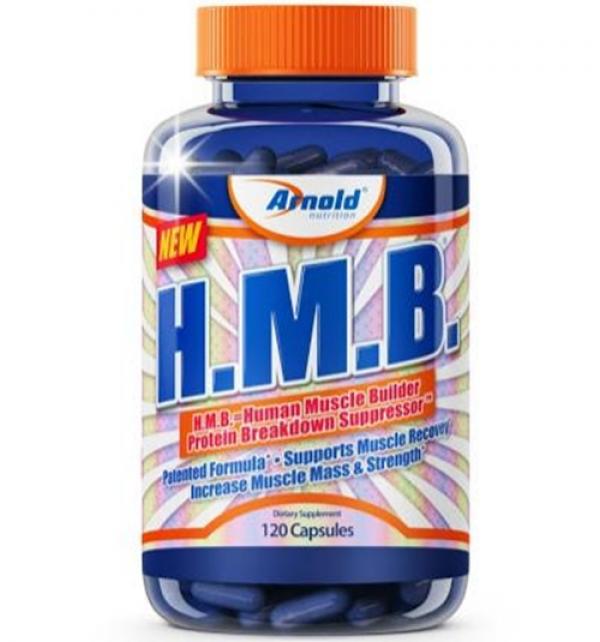 Arnold®
nutrition
NEW
H.M.B.®
H.M.B.=Human Muscle Builder
Protein Breakdown Suppressor™
Patented Formula* • Supports Muscle Recovery*
Increase Muscle Mass & Strength*
Dietary Supplement
120 Capsules